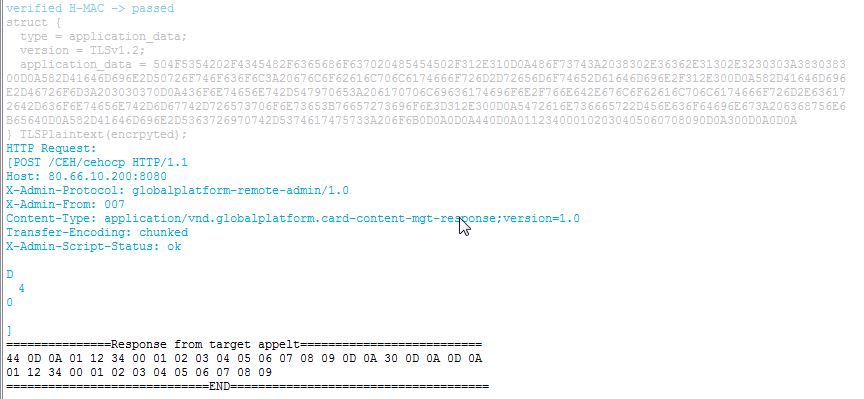 verified H-MAC -> passed
struct {
type = application_data;
version = TLSv1.2;
application_data = 504F5354202F4345482F6365686F637020485454502F312E310D0A486F73743A2038302E36362E31302E3230303A3830383
00D0A582D41646D696E2D50726F746F636F6C3A20676C6F62616C706C6174666F726D2D72656D6F74652D61646D696E2F312E300D0A582D41646D696
E2D46726F6D3A203030370D0A436F6E74656E742D547970653A206170706C69636174696F6E2F766E642E676C6F62616C706C6174666F726D2E63617
2642D636F6E74656E742D6D67742D726573706F6E73653B76657273696F6E3D312E300D0A5472616E736665722D456E636F64696E673A206368756E6
B65640D0A582D41646D696E2D5363726970742D5374617475733A206F6B0D0A0D0A440D0A011234000102030405060708090D0A300D0A0D0A
} TLSPlaintext(encrpyted);
HTTP Request:
[POST /CEH/cehocp HTTP/1.1
Host: 80.66.10.200:8080
X-Admin-Protocol: globalplatform-remote-admin/1.0
X-Admin-From: 007
Content-Type: application/vnd.globalplatform.card-content-mgt-response;version=1.0
Transfer-Encoding: chunked
X-Admin-Script-Status: ok
D
4
0
]
===============Response from target appelt==========================
44 0D 0A 01 12 34 00 01 02 03 04 05 06 07 08 09 0D 0A 30 0D 0A 0D 0A
01 12 34 00 01 02 03 04 05 06 07 08 09
=============================END=====================================